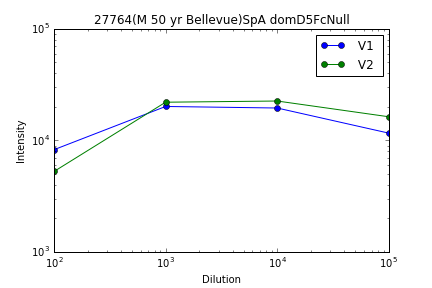 27764(M 50 yr Bellevue)SpA domD5FcNull
V1
V2
Intensity
10^5
10^4
10^3
10^2 10^3 10^4 10^5
Dilution